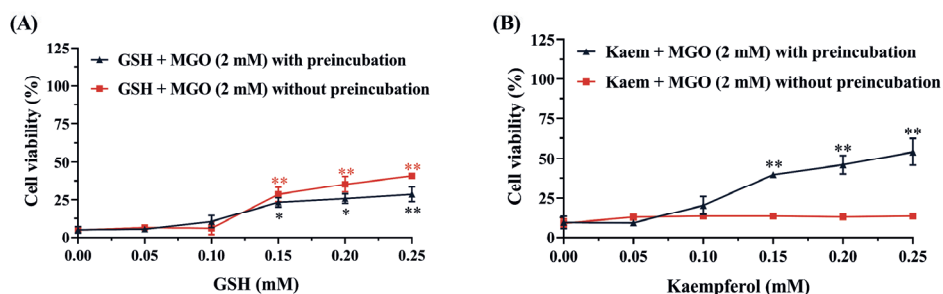 (A)
GSH + MGO (2 mM) with preincubation
GSH + MGO (2 mM) without preincubation
Cell viability (%)
125
100
75
50
25
0
** ** **
* * **
0.00 0.05 0.10 0.15 0.20 0.25
GSH (mM)
(B)
Kaem + MGO (2 mM) with preincubation
Kaem + MGO (2 mM) without preincubation
Cell viability (%)
125
100
75
50
25
0
** ** **
0.00 0.05 0.10 0.15 0.20 0.25
Kaempferol (mM)